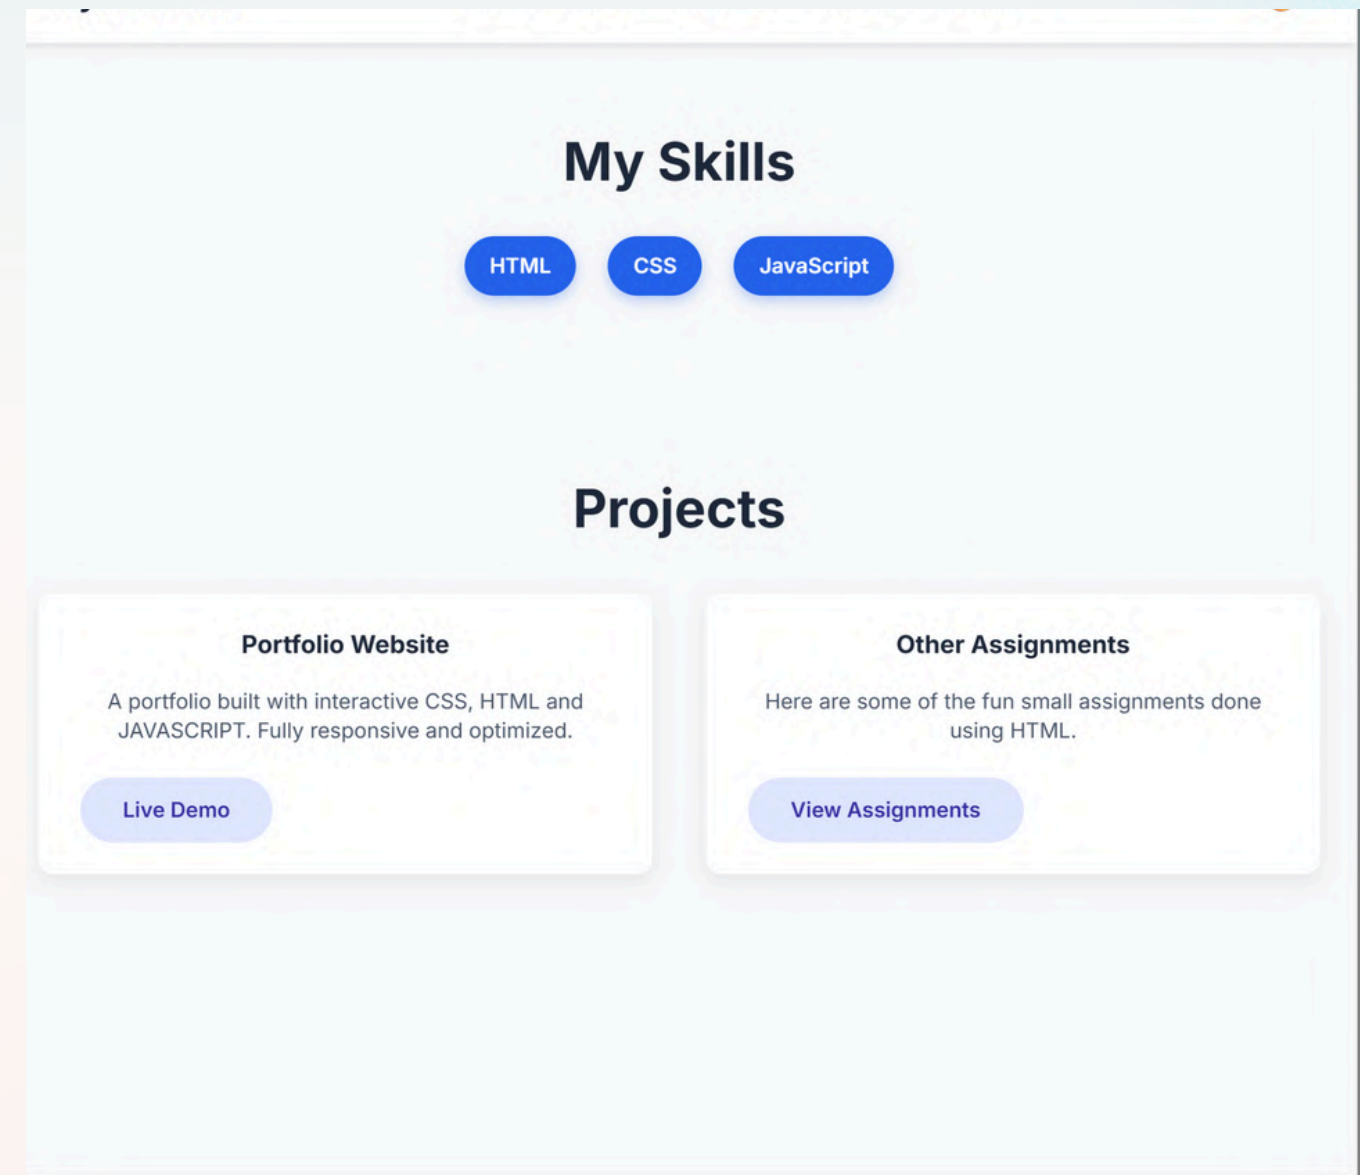 My Skills
HTML CSS JavaScript
Projects
Portfolio Website
A portfolio built with interactive CSS, HTML and
JAVASCRIPT. Fully responsive and optimized.
Live Demo
Other Assignments
Here are some of the fun small assignments done
using HTML.
View Assignments